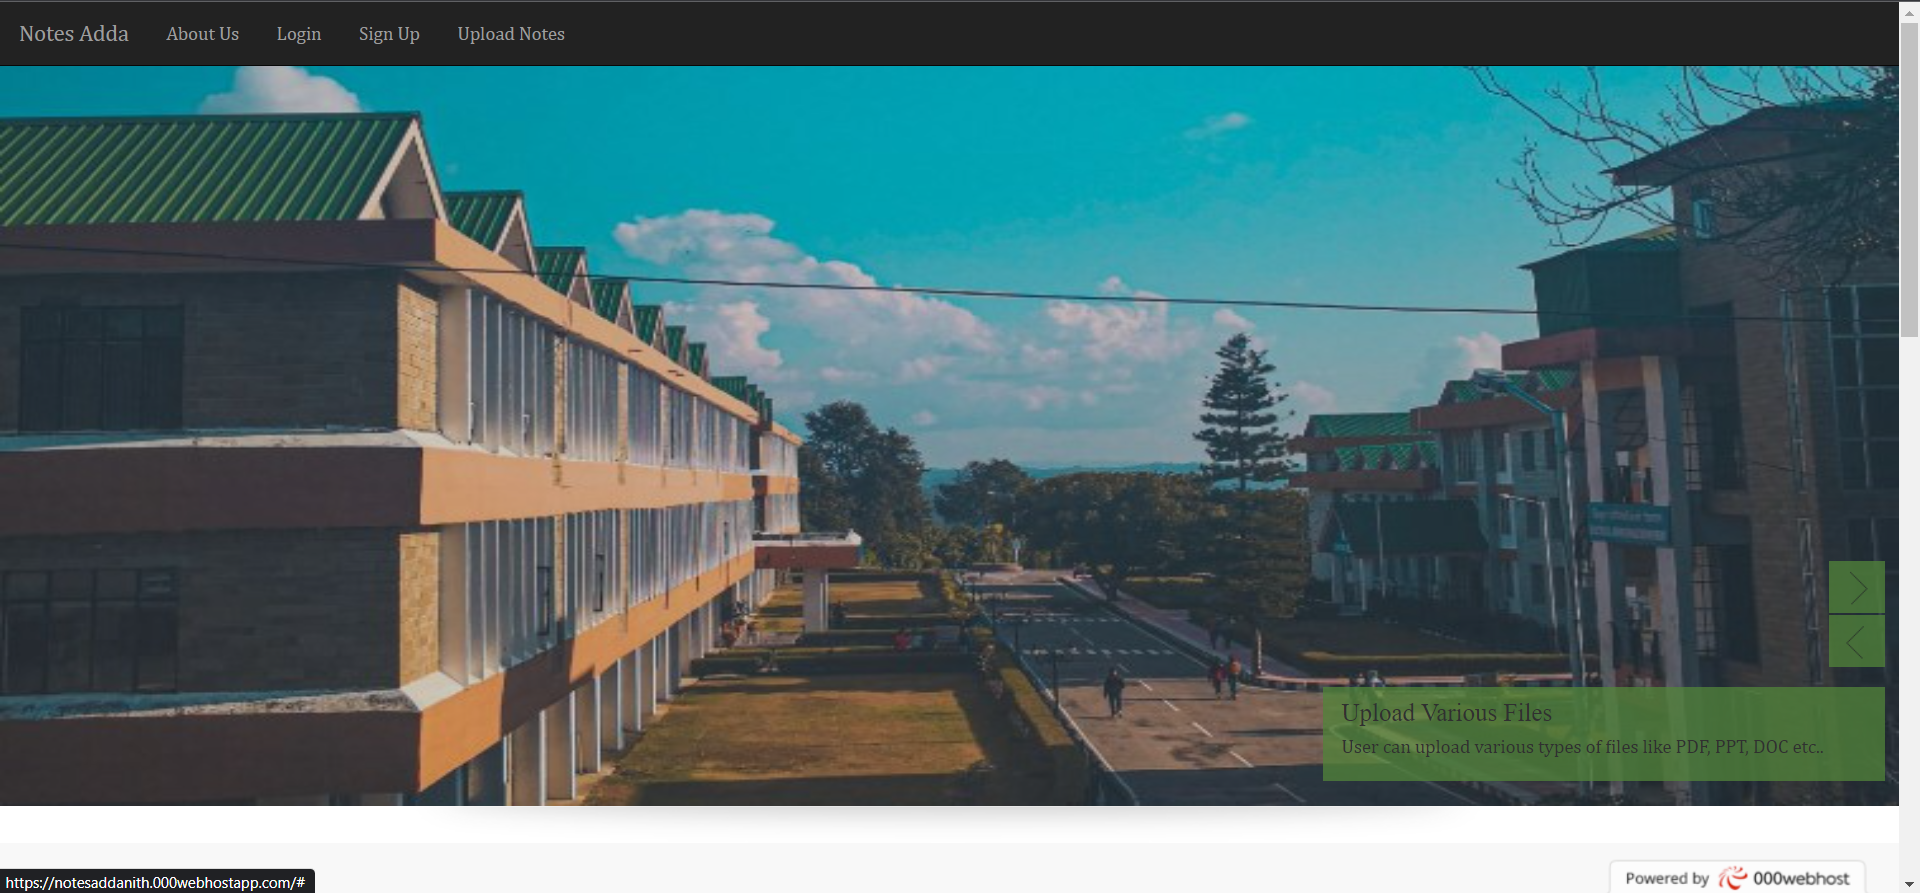 Notes Adda About Us Login Sign Up Upload Notes
Upload Various Files
User can upload various types of files like PDF, PPT, DOC etc..
https://notesaddanith.000webhostapp.com/#
Powered by 000webhost